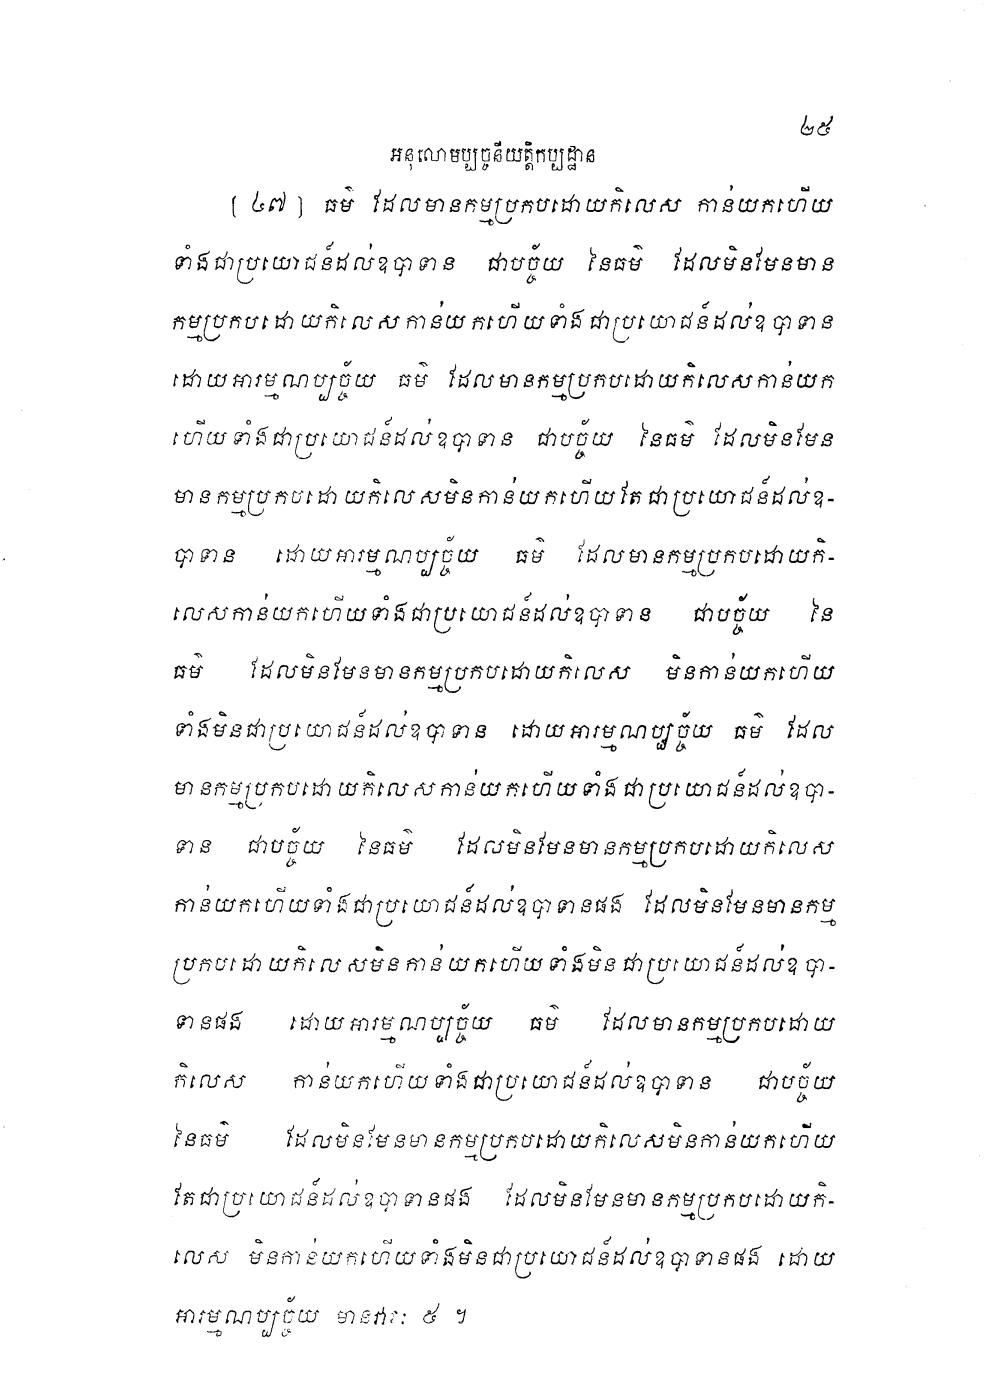 ២៥
អនុលោមប្បច្ចនីយត្តិកប្បដ្ឋាន
[ ៤៧ ] ធម៌ ដែលមានកម្មប្រកបដោយកិលេស កាន់យកហើយ
ទាំងជាប្រយោជន៍ដល់ឧបាទាន ជាបច្ច័យ នៃធម៌ ដែលមិនមែនមាន
កម្មប្រកបដោយកិលេសកាន់យកហើយទាំងជាប្រយោជន៍ដល់ឧបាទាន
ដោយអារម្មណប្បច្ច័យ ធម៌ ដែលមានកម្មប្រកបដោយកិលេសកាន់យក
ហើយទាំងជាប្រយោជន៍ដល់ឧបាទាន ជាបច្ច័យ នៃធម៌ ដែលមិនមែន
មានកម្មប្រកបដោយកិលេសមិនកាន់យកហើយតែជាប្រយោជន៍ដល់ឧ-
បាទាន ដោយអារម្មណប្បច្ច័យ ធម៌ ដែលមានកម្មប្រកបដោយកិ-
លេសកាន់យកហើយទាំងជាប្រយោជន៍ដល់ឧបាទាន ជាបច្ច័យ នៃ
ធម៌ ដែលមិនមែនមានកម្មប្រកបដោយកិលេស មិនកាន់យកហើយ
ទាំងមិនជាប្រយោជន៍ដល់ឧបាទាន ដោយអារម្មណប្បច្ច័យ ធម៌ ដែល
មានកម្មប្រកបដោយកិលេសកាន់យកហើយទាំងជាប្រយោជន៍ដល់ឧបា-
ទាន ជាបច្ច័យ នៃធម៌ ដែលមិនមែនមានកម្មប្រកបដោយកិលេស
កាន់យកហើយទាំងជាប្រយោជន៍ដល់ឧបាទានផង ដែលមិនមែនមានកម្ម
ប្រកបដោយកិលេសមិនកាន់យកហើយទាំងមិនជាប្រយោជន៍ដល់ឧបា-
ទានផង ដោយអារម្មណប្បច្ច័យ ធម៌ ដែលមានកម្មប្រកបដោយ
កិលេស កាន់យកហើយទាំងជាប្រយោជន៍ដល់ឧបាទាន ជាបច្ច័យ
នៃធម៌ ដែលមិនមែនមានកម្មប្រកបដោយកិលេសមិនកាន់យកហើយ
តែជាប្រយោជន៍ដល់ឧបាទានផង ដែលមិនមែនមានកម្មប្រកបដោយកិ-
លេស មិនកាន់យកហើយទាំងមិនជាប្រយោជន៍ដល់ឧបាទានផង ដោយ
អារម្មណប្បច្ច័យ មានវារៈ ៥ ។